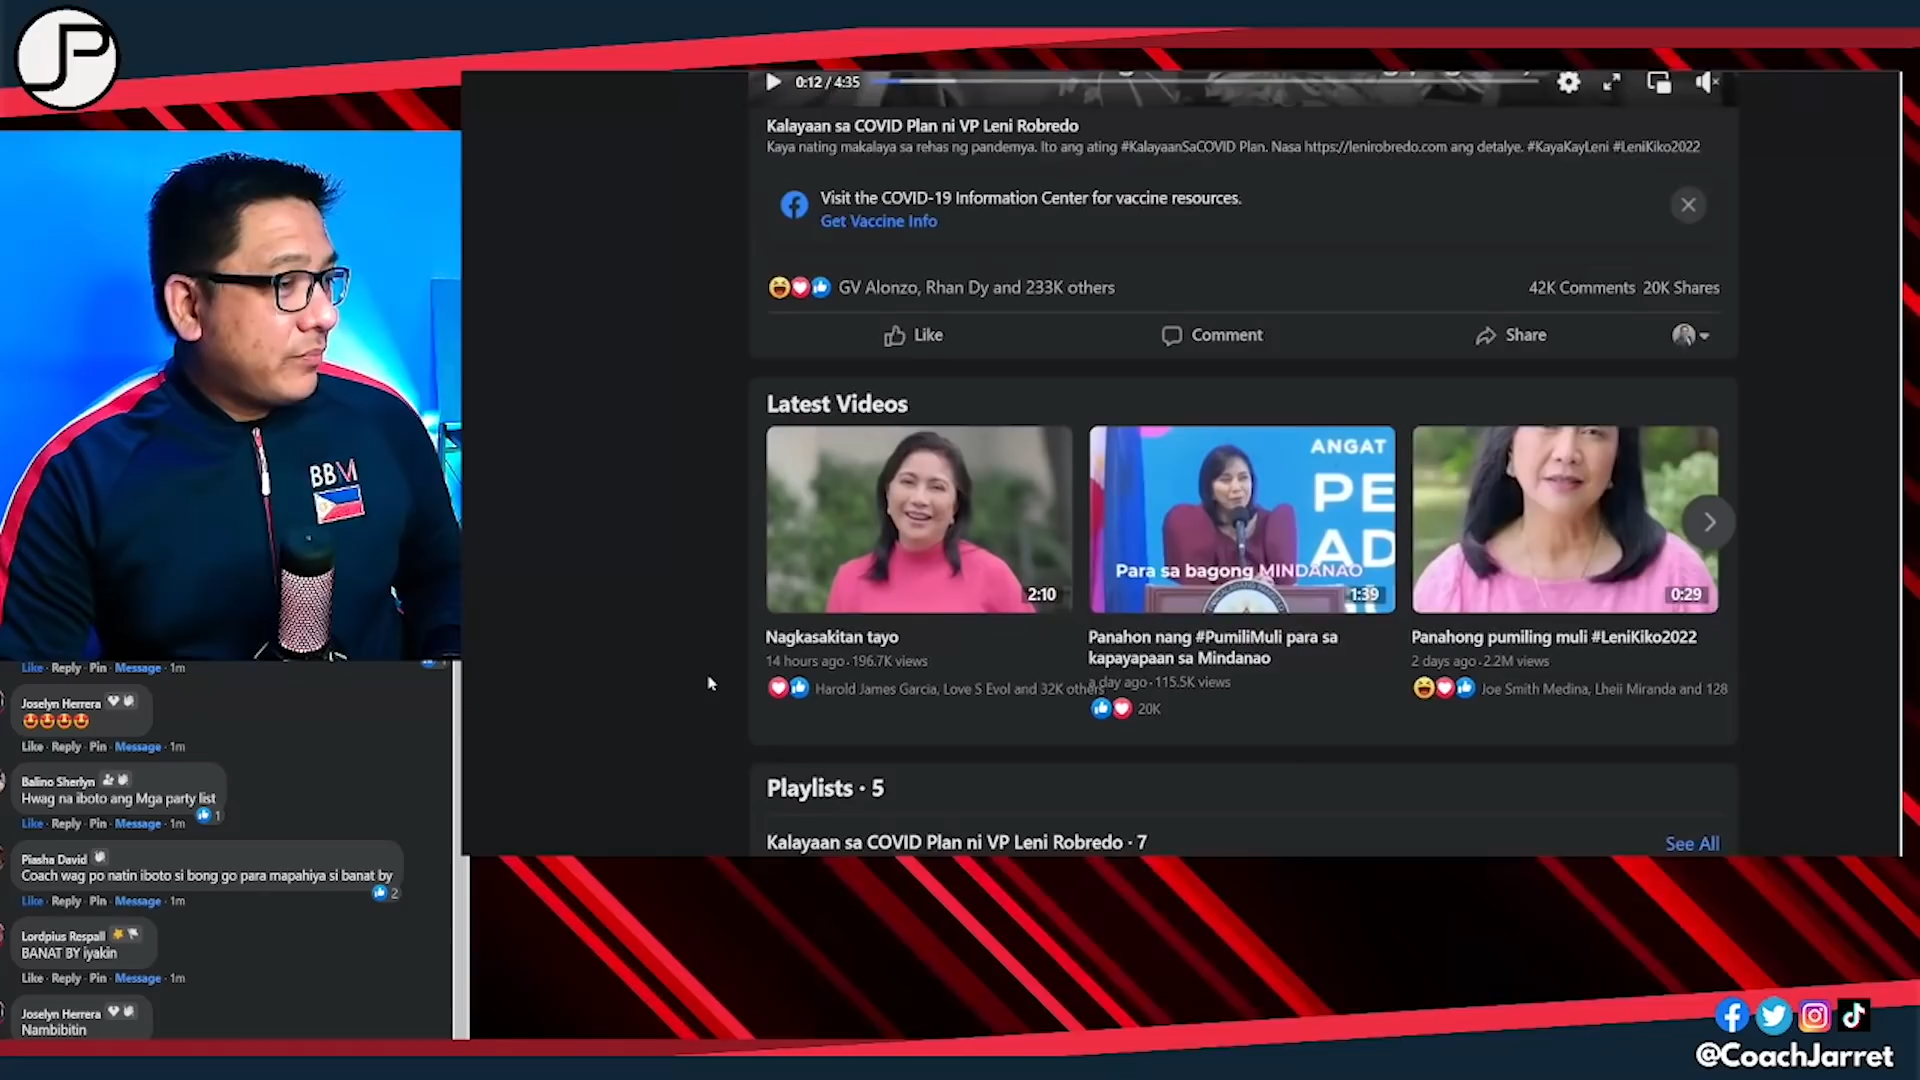 JP
0:12 / 4:35
Kalayaan sa COVID Plan ni VP Leni Robredo
Kaya nating makalaya sa rehas ng pandemya. Ito ang ating #KalayaanSaCOVID Plan. Nasa https://lenirobredo.com ang detalye. #KayaKayLeni #LeniKiko2022
Visit the COVID-19 Information Center for vaccine resources.
Get Vaccine Info
GV Alonzo, Rhan Dy and 233K others
42K Comments 20K Shares
Like
Comment
Share
Latest Videos
2:10
ANGAT
PE
AD
Para sa bagong MINDANAO
1:39
0:29
Nagkasakitan tayo
14 hours ago · 196.7K views
Harold James Garcia, Love S Evol and 32K others
Panahon nang #PumiliMuli para sa
kapayapaan sa Mindanao
a day ago · 115.5K views
20K
Panahong pumiling muli #LeniKiko2022
2 days ago · 2.2M views
Joe Smith Medina, Lheii Miranda and 128
Playlists · 5
Kalayaan sa COVID Plan ni VP Leni Robredo · 7
See All
BBM
Like · Reply · Pin · Message · 1m
Joselyn Herrera
Like · Reply · Pin · Message · 1m
Balino Sherlyn
Hwag na iboto ang Mga party list
1
Like · Reply · Pin · Message · 1m
Piasha David
Coach wag po natin iboto si bong go para mapahiya si banat by
2
Like · Reply · Pin · Message · 1m
Lordpius Respall
BANAT BY iyakin
Like · Reply · Pin · Message · 1m
Joselyn Herrera
Nambibitin
@CoachJarret